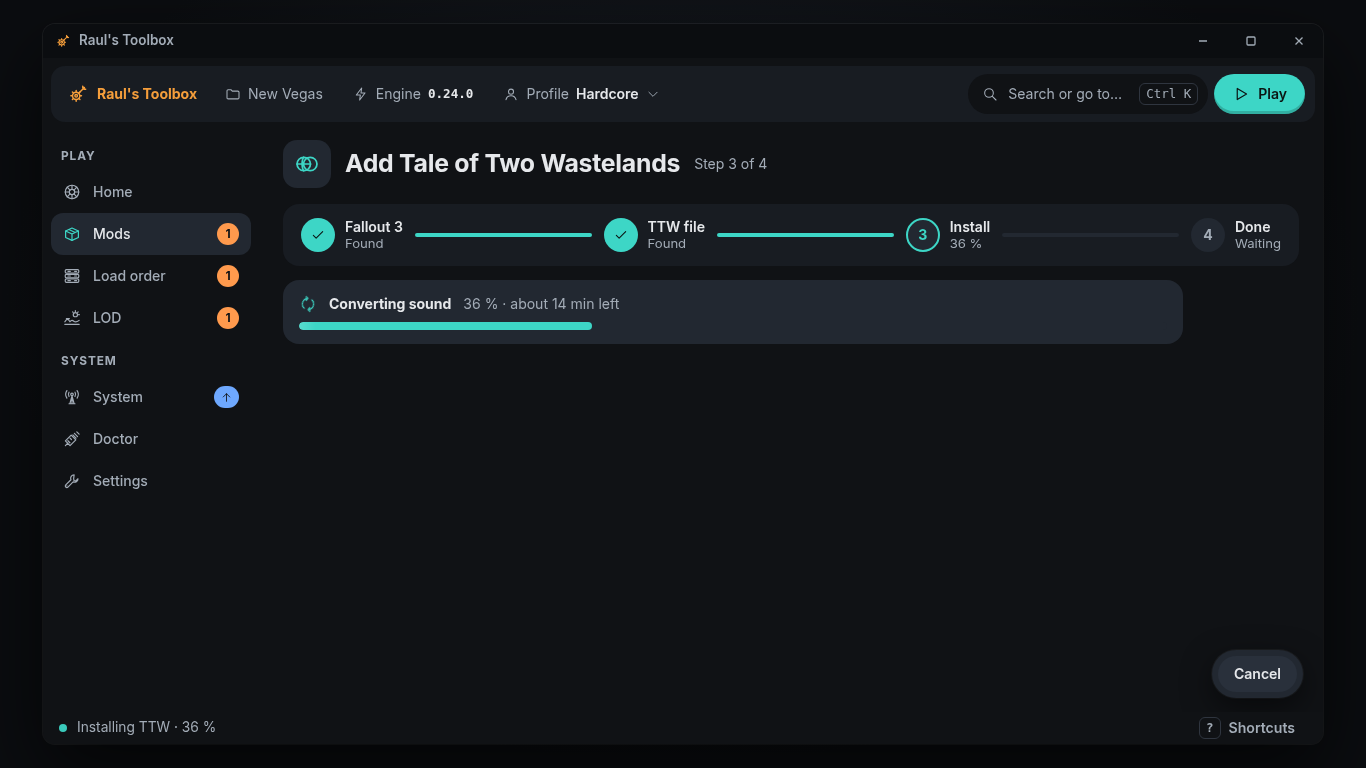 Raul's Toolbox
Raul's Toolbox
New Vegas
Engine 0.24.0
Profile Hardcore
Search or go to...
Ctrl K
Play
PLAY
Home
Mods 1
Load order 1
LOD 1
SYSTEM
System
Doctor
Settings
Add Tale of Two Wastelands
Step 3 of 4
Fallout 3
Found
TTW file
Found
3
Install
36 %
4
Done
Waiting
Converting sound 36 % · about 14 min left
Cancel
Installing TTW · 36 %
? Shortcuts